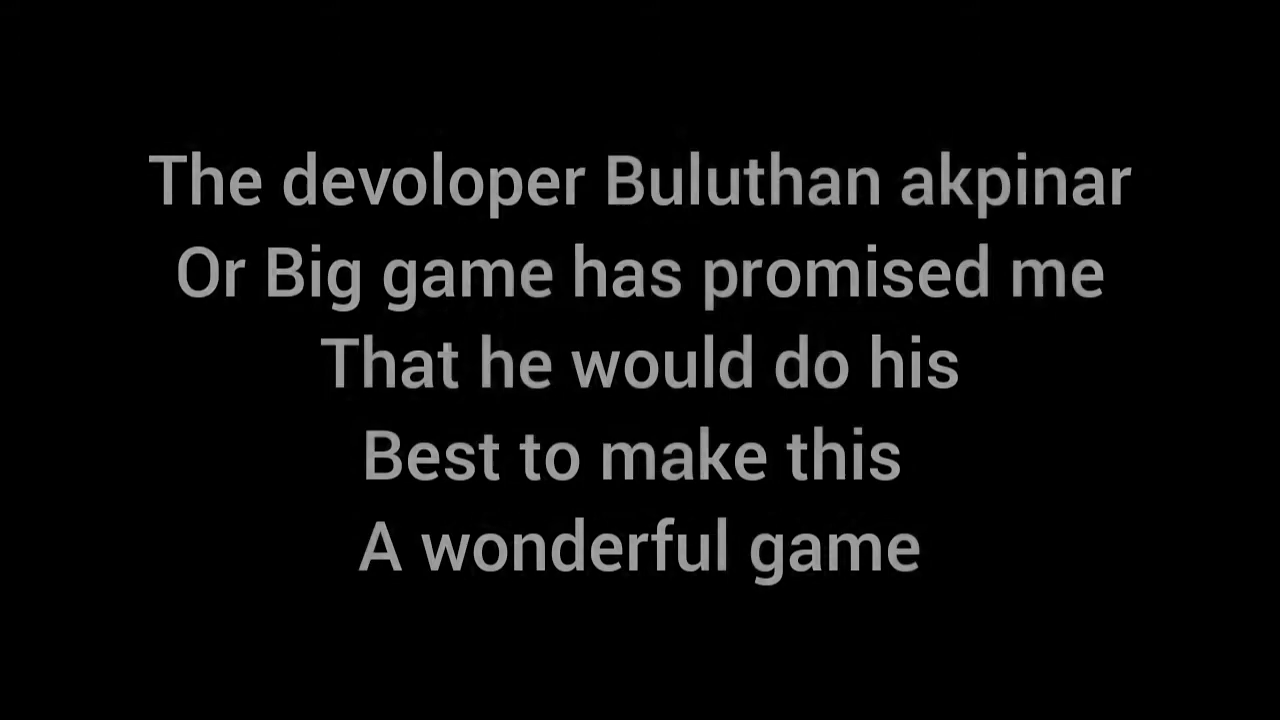 The devoloper Buluthan akpinar
Or Big game has promised me
That he would do his
Best to make this
A wonderful game